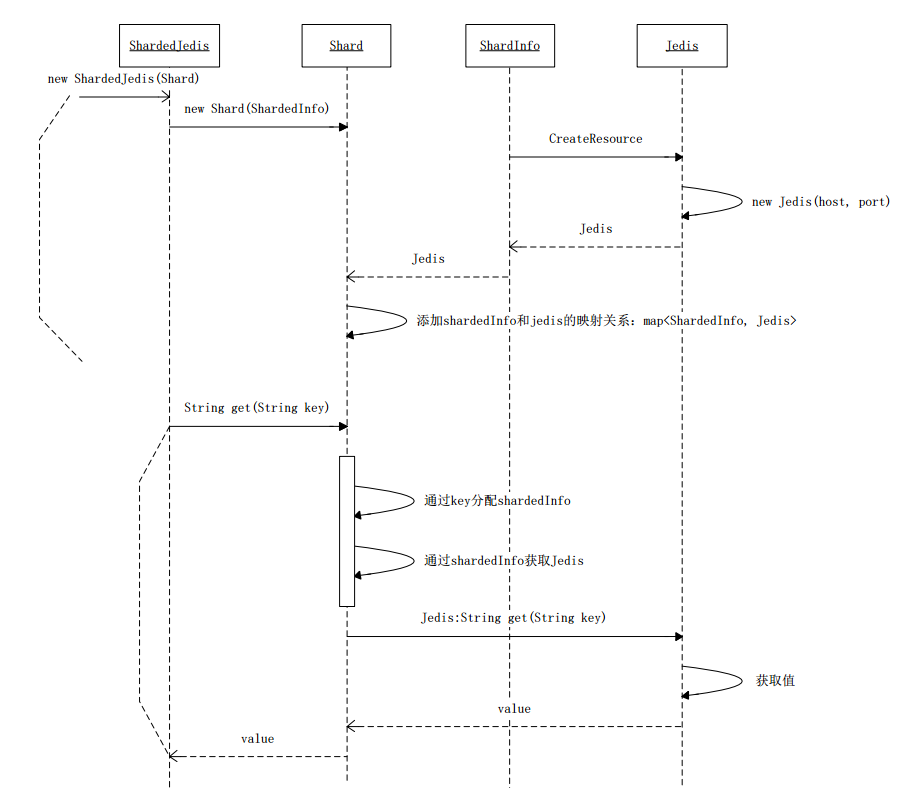 ShardedJedis
Shard
ShardInfo
Jedis
new ShardedJedis(Shard)
new Shard(ShardedInfo)
CreateResource
new Jedis(host, port)
Jedis
Jedis
添加shardedInfo和jedis的映射关系：map<ShardedInfo, Jedis>
String get(String key)
通过key分配shardedInfo
通过shardedInfo获取Jedis
Jedis:String get(String key)
获取值
value
value